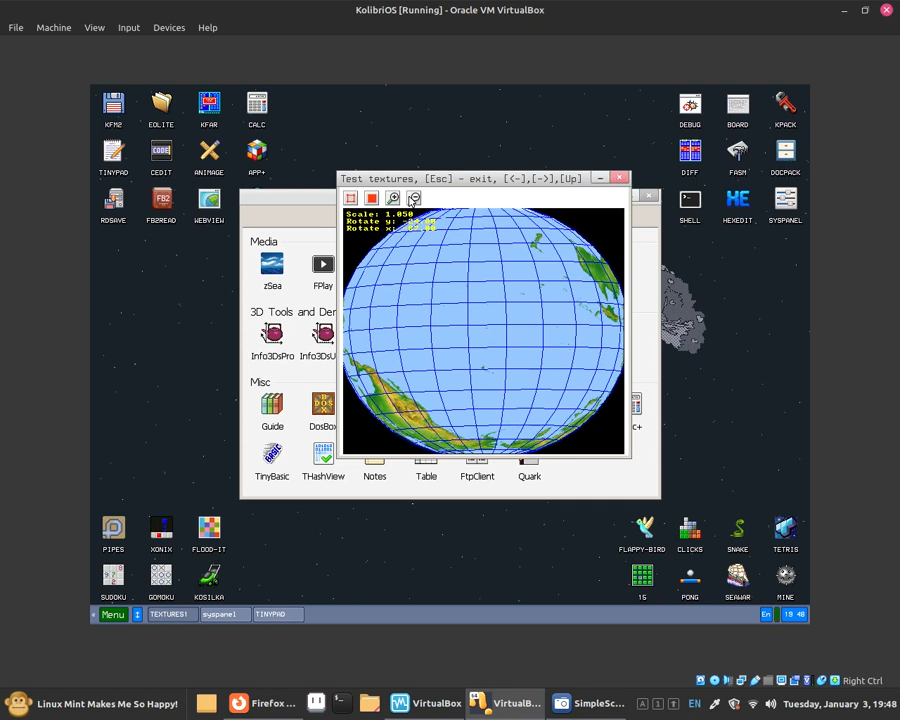 KolibriOS [Running] - Oracle VM VirtualBox
File Machine View Input Devices Help
KFM2 EOLITE KFAR CALC
DEBUG BOARD KPACK
TINYPAD CEDIT ANIMAGE APP+
DIFF FASM DOCPACK
RDSAVE FB2READ WEBVIEW
SHELL HEXEDIT SYSPANEL
Test textures, [Esc] - exit, [<-],[->],[Up]
Scale: 1.050
Media
zSea FPlay
3D Tools and
Info3DsPro
Misc
Guide
TinyBasic THashView Notes Table FtpClient Quark
PIPES XONIX FLOOD-IT
FLAPPY-BIRD CLICKS SNAKE TETRIS
SUDOKU GOMOKU KOSILKA
15 PONG SEAWAR MINE
Menu TEXTURES1 syspanel TINYPAD
En 19 48
Right Ctrl
Linux Mint Makes Me So Happy!
Firefox ...
VirtualBox
VirtualB...
SimpleSc...
EN
Tuesday, January 3, 19:48